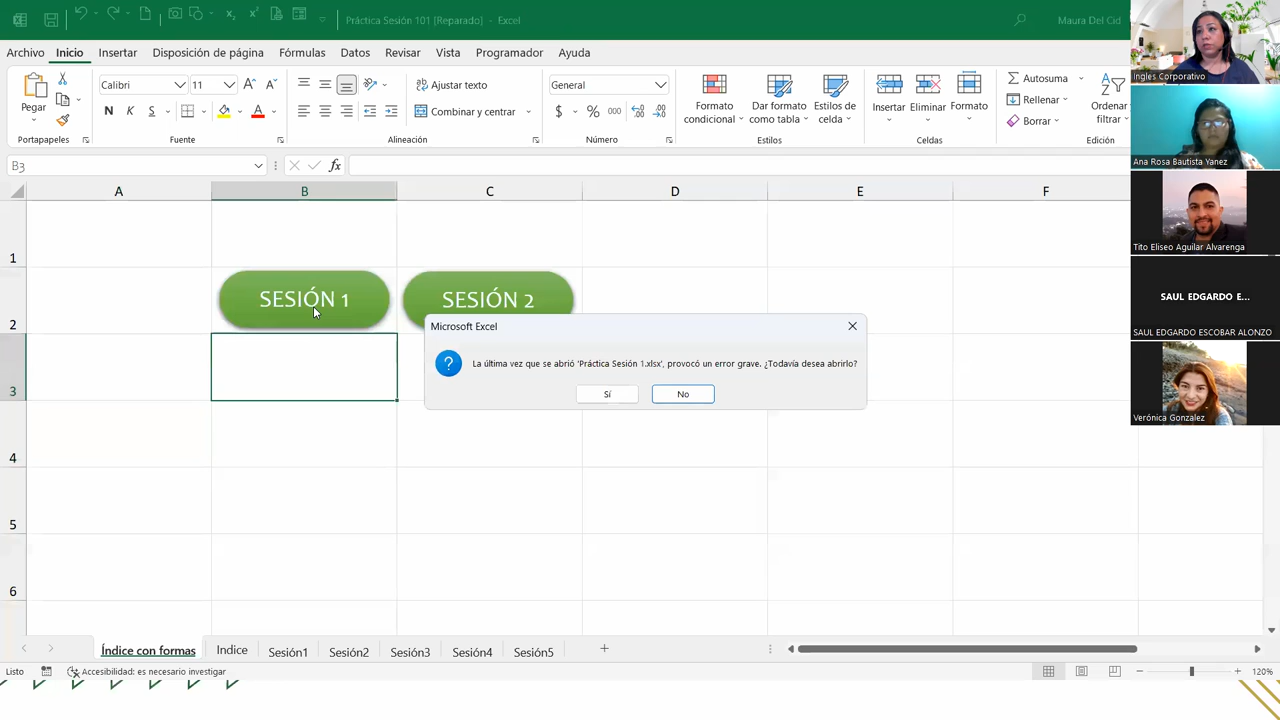 Práctica Sesión 101 [Reparado] - Excel
Maura Del Cid
Archivo Inicio Insertar Disposición de página Fórmulas Datos Revisar Vista Programador Ayuda
Pegar
Portapapeles
Calibri 11
N K S
Fuente
Ajustar texto
Combinar y centrar
Alineación
General
$ % 000
Número
Formato condicional
Dar formato como tabla
Estilos de celda
Estilos
Insertar
Eliminar
Formato
Celdas
Autosuma
Rellenar
Borrar
Ordenar
filtrar
Edición
B3
fx
A B C D E F
1
2
3
4
5
6
SESIÓN 1
SESIÓN 2
Microsoft Excel
La última vez que se abrió 'Práctica Sesión 1.xlsx', provocó un error grave. ¿Todavía desea abrirlo?
Sí
No
Índice con formas Indice Sesión1 Sesión2 Sesión3 Sesión4 Sesión5
Listo
Accesibilidad: es necesario investigar
120%
Ingles Corporativo
Ana Rosa Bautista Yanez
Tito Eliseo Aguilar Alvarenga
SAUL EDGARDO E...
SAUL EDGARDO ESCOBAR ALONZO
Verónica Gonzalez